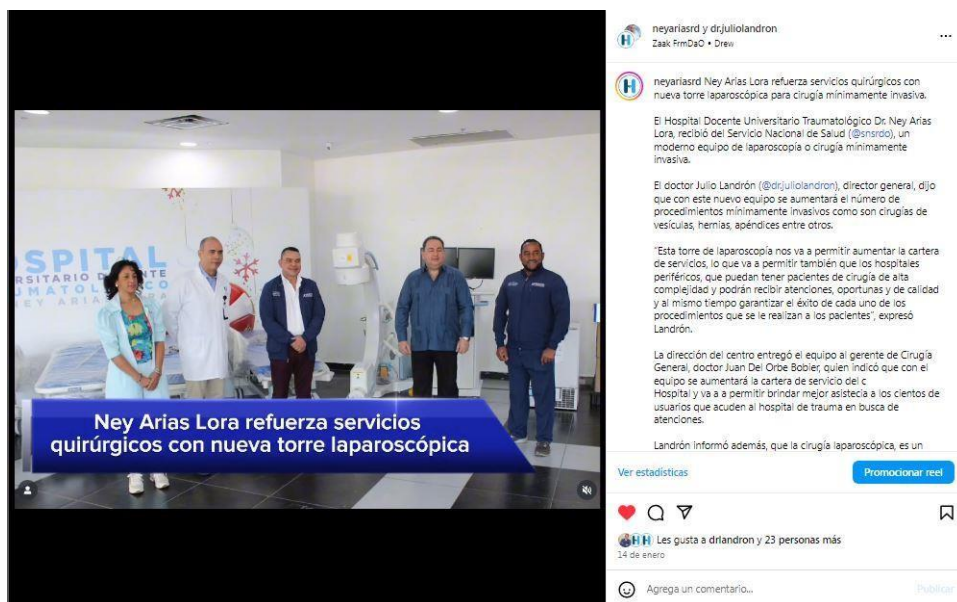 SPITAL
RSITARIO D CENTE
UMATOLOGICO
NEY ARIAS
Ney Arias Lora refuerza servicios
quirúrgicos con nueva torre laparoscópica
neyariasrd y dr.juliolandron
Zaak FrmDaO • Drew
neyariasrd Ney Arias Lora refuerza servicios quirúrgicos con
nueva torre laparoscópica para cirugía mínimamente invasiva.
El Hospital Docente Universitario Traumatológico Dr. Ney Arias
Lora, recibió del Servicio Nacional de Salud (@snsrdo), un
moderno equipo de laparoscopia o cirugía mínimamente
invasiva.
El doctor Julio Landrón (@dr.juliolandron), director general, dijo
que con este nuevo equipo se aumentará el número de
procedimientos mínimamente invasivos como son cirugías de
vesículas, hernias, apéndices entre otros.
"Esta torre de laparoscopía nos va a permitir aumentar la cartera
de servicios, lo que va a permitir también que los hospitales
periféricos, que puedan tener pacientes de cirugía de alta
complejidad y podrán recibir atenciones, oportunas y de calidad
y al mismo tiempo garantizar el éxito de cada uno de los
procedimientos que se le realizan a los pacientes", expresó
Landrón.
La dirección del centro entregó el equipo al gerente de Cirugía
General, doctor Juan Del Orbe Bobier, quien indicó que con el
equipo se aumentará la cartera de servicio del c
Hospital y va a a permitir brindar mejor asistecia a los cientos de
usuarios que acuden al hospital de trauma en busca de
atenciones.
Landrón informó además, que la cirugía laparoscópica, es un
Ver estadísticas
Promocionar reel
Les gusta a drlandron y 23 personas más
14 de enero
Agrega un comentario...
Publicar